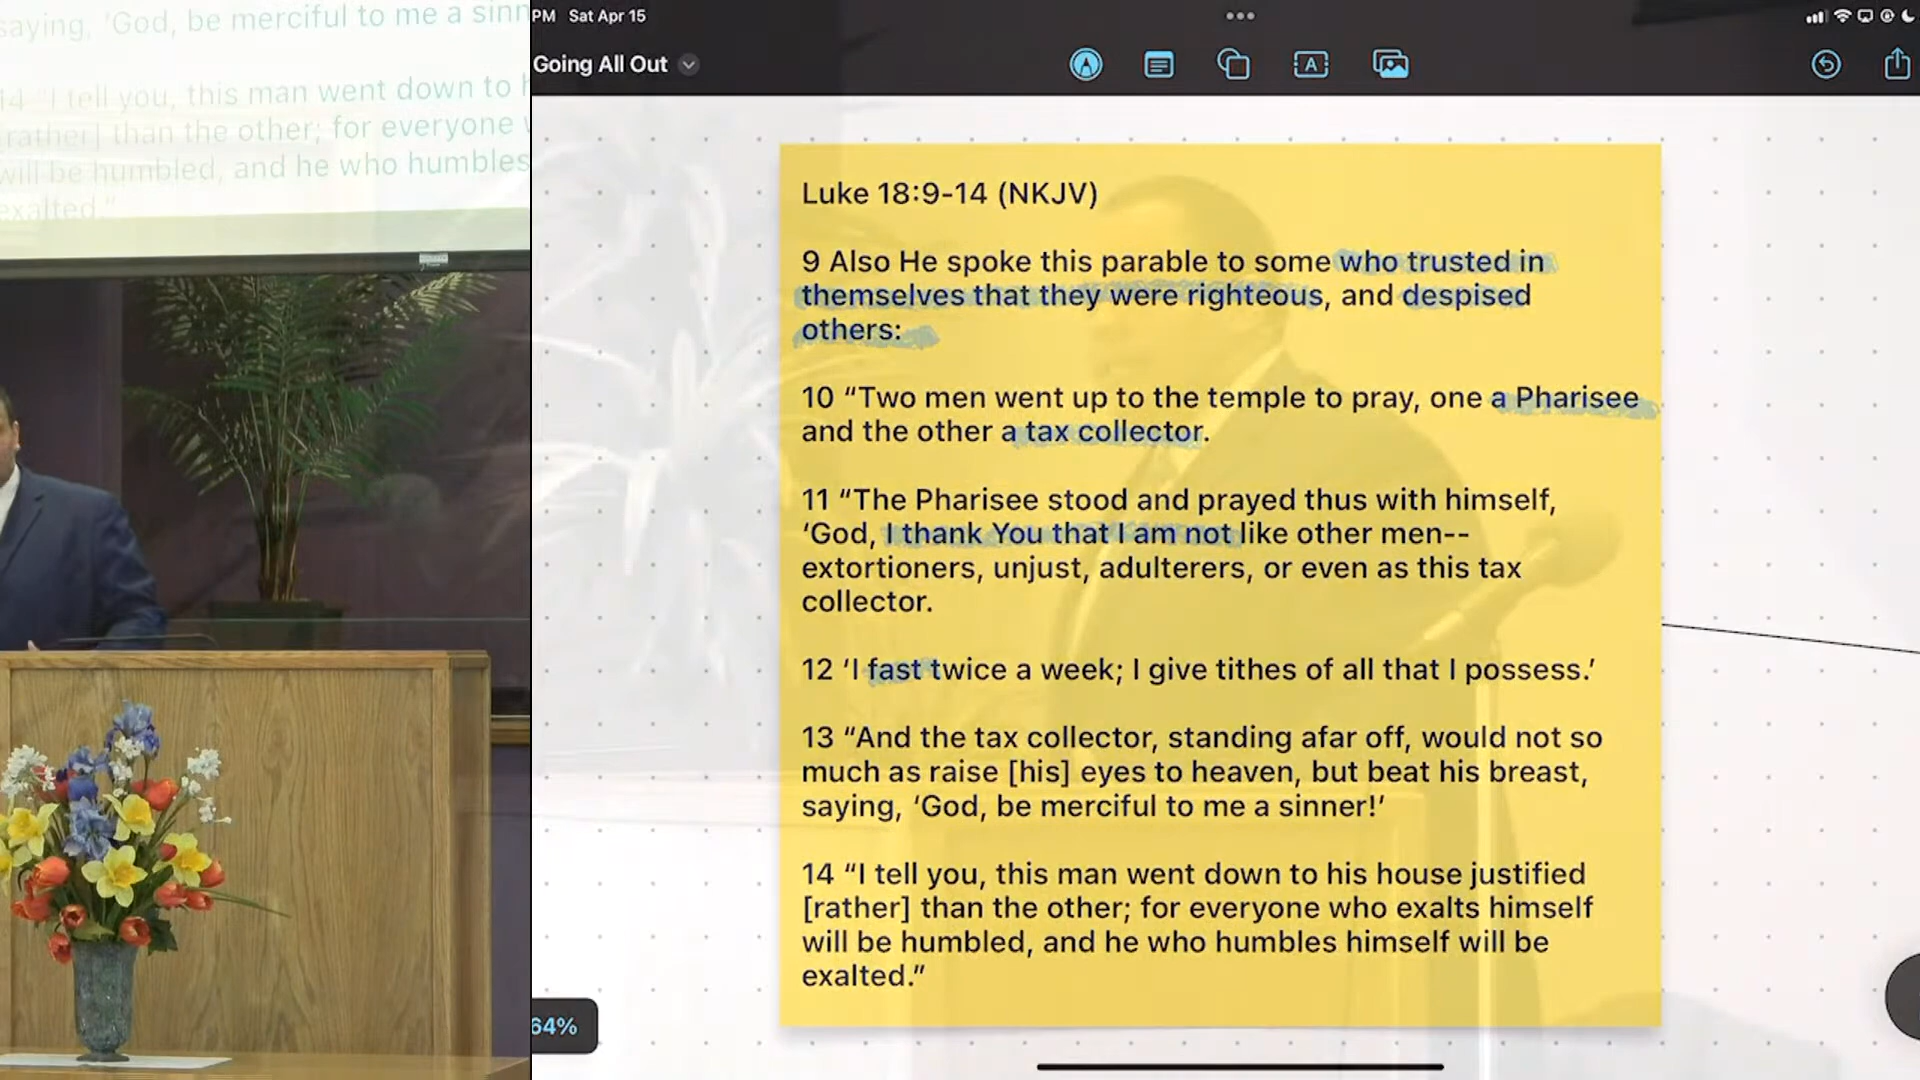 saying, 'God, be merciful to me a sinn
14 "I tell you, this man went down to h
[rather] than the other; for everyone w
will be humbled, and he who humbles
exalted."
PM Sat Apr 15
Going All Out
A
Luke 18:9-14 (NKJV)
9 Also He spoke this parable to some who trusted in
themselves that they were righteous, and despised
others:
10 “Two men went up to the temple to pray, one a Pharisee
and the other a tax collector.
11 “The Pharisee stood and prayed thus with himself,
‘God, I thank You that I am not like other men--
extortioners, unjust, adulterers, or even as this tax
collector.
12 ‘I fast twice a week; I give tithes of all that I possess.’
13 “And the tax collector, standing afar off, would not so
much as raise [his] eyes to heaven, but beat his breast,
saying, ‘God, be merciful to me a sinner!’
14 “I tell you, this man went down to his house justified
[rather] than the other; for everyone who exalts himself
will be humbled, and he who humbles himself will be
exalted.”
64%